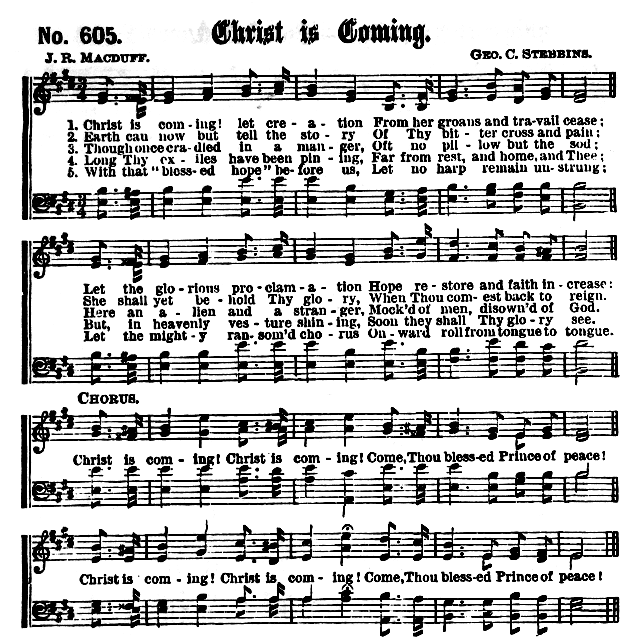 No. 605. Christ is Coming.
J. R. MACDUFF. GEO. C. STEBBINS.
1. Christ is com - ing! let cre - a - tion From her groans and tra-vail cease;
2. Earth can now but tell the sto - ry Of Thy bit - ter cross and pain;
3. Though once cra-dled in a man - ger, Oft no pil - low but the sod;
4. Long Thy ex - iles have been pin - ing, Far from rest, and home, and Thee;
5. With that "bless-ed hope" be-fore us, Let no harp remain un-strung;
Let the glo - rious pro - clam - a - tion Hope re - store and faith in - crease:
She shall yet be - hold Thy glo - ry, When Thou com - est back to reign.
Here an a - lien and a stran - ger, Mock'd of men, disown'd of God.
But, in heavenly ves - ture shin - ing, Soon they shall Thy glo - ry see.
Let the might - y ran - som'd cho - rus On - ward roll from tongue to tongue.
CHORUS.
Christ is com - ing! Christ is com - ing! Come, Thou bless-ed Prince of peace!
Christ is com - ing! Christ is com - ing! Come, Thou bless-ed Prince of peace!